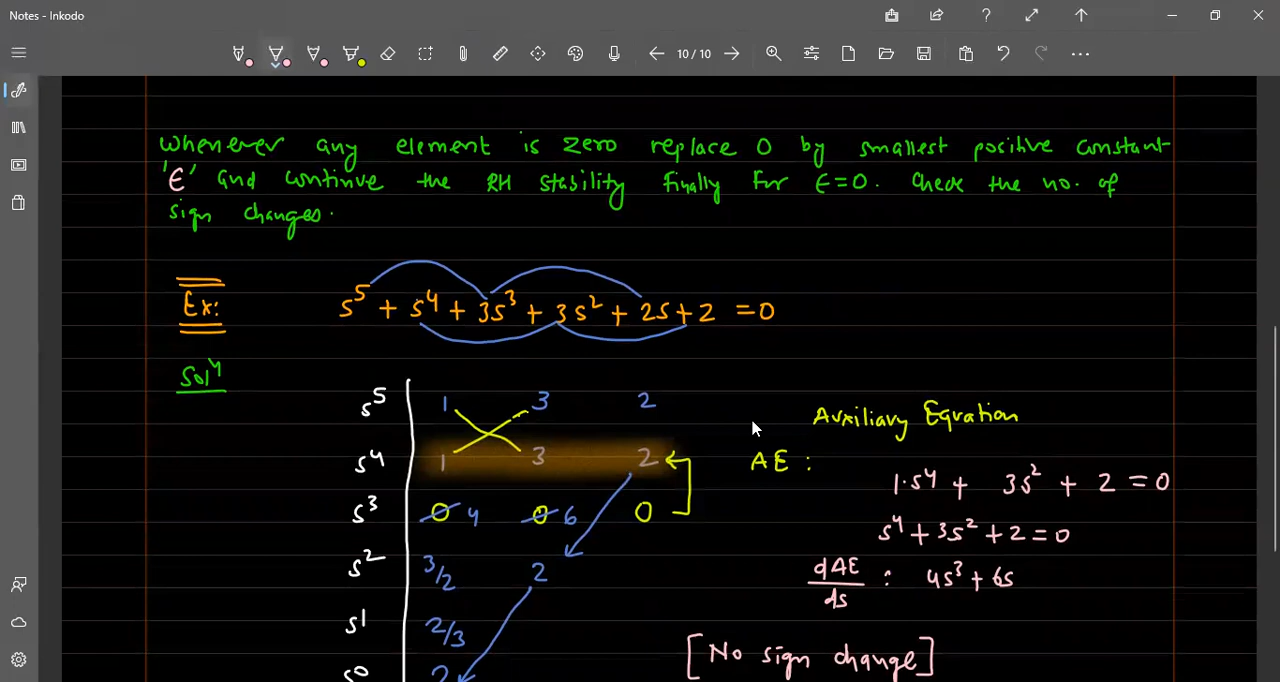 Notes - Inkodo
10 / 10
Whenever any element is zero replace 0 by smallest positive constant
'ϵ' and continue the RH stability finally for ϵ=0. Check the no. of
sign changes.
Ex: s⁵ + s⁴ + 3s³ + 3s² + 2s + 2 = 0
Solⁿ
s⁵ 1 3 2
Auxiliary Equation
s⁴ 1 3 2
AE :
1·s⁴ + 3s² + 2 = 0
s³ 0 4 0 6 0
s⁴ + 3s² + 2 = 0
s² 3/2 2
dAE/ds : 4s³ + 6s
s¹ 2/3
[No sign change]
s⁰ 2